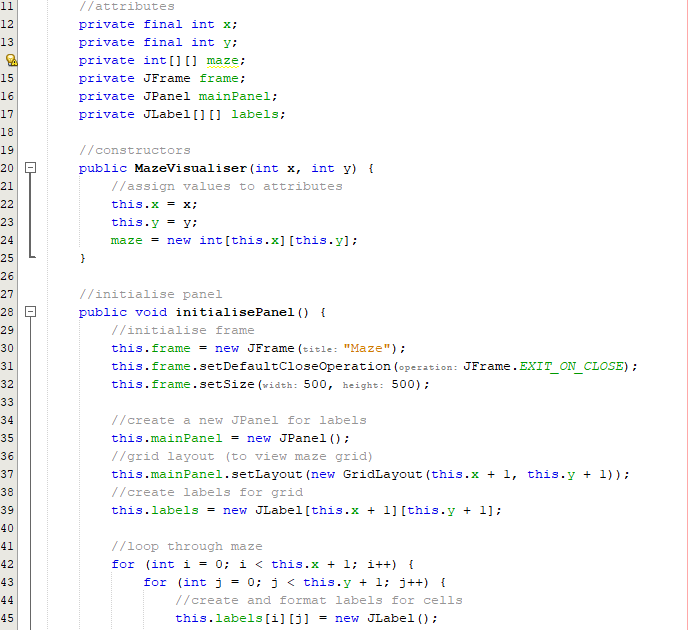 11 //attributes
12 private final int x;
13 private final int y;
private int[][] maze;
15 private JFrame frame;
16 private JPanel mainPanel;
17 private JLabel[][] labels;
18
19 //constructors
20 public MazeVisualiser(int x, int y) {
21 //assign values to attributes
22 this.x = x;
23 this.y = y;
24 maze = new int[this.x][this.y];
25 }
26
27 //initialise panel
28 public void initialisePanel() {
29 //initialise frame
30 this.frame = new JFrame(title: "Maze");
31 this.frame.setDefaultCloseOperation(operation: JFrame.EXIT_ON_CLOSE);
32 this.frame.setSize(width: 500, height: 500);
33
34 //create a new JPanel for labels
35 this.mainPanel = new JPanel();
36 //grid layout (to view maze grid)
37 this.mainPanel.setLayout(new GridLayout(this.x + 1, this.y + 1));
38 //create labels for grid
39 this.labels = new JLabel[this.x + 1][this.y + 1];
40
41 //loop through maze
42 for (int i = 0; i < this.x + 1; i++) {
43 for (int j = 0; j < this.y + 1; j++) {
44 //create and format labels for cells
45 this.labels[i][j] = new JLabel();